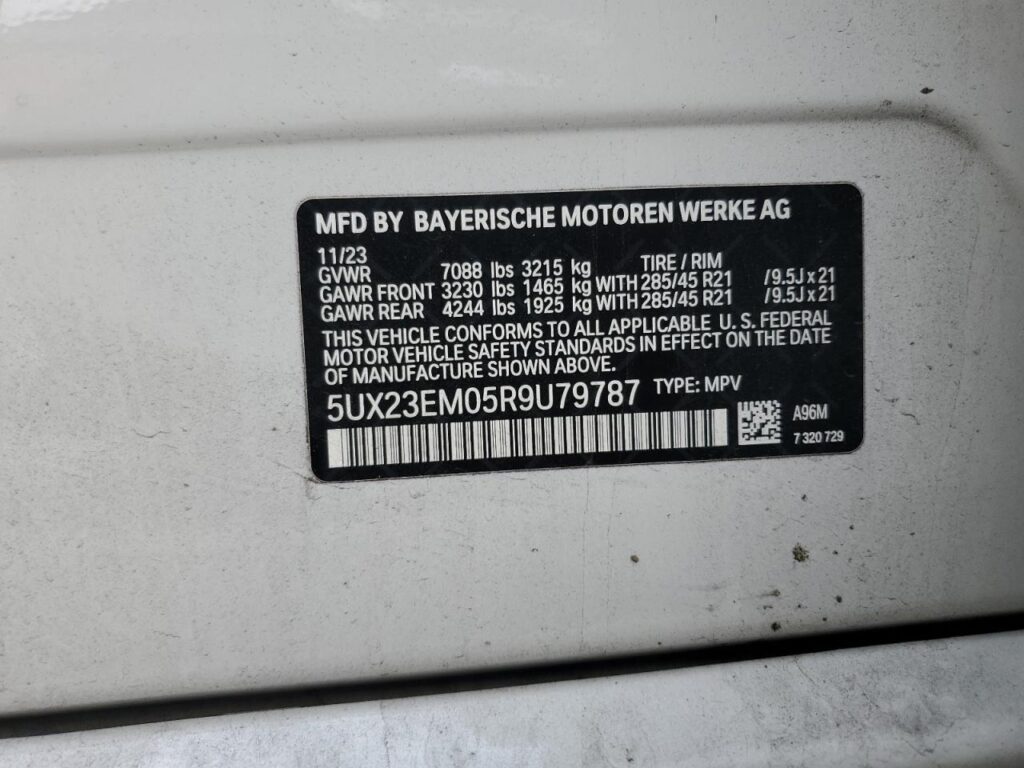 MFD BY BAYERISCHE MOTOREN WERKE AG
11/23 TIRE / RIM
GVWR 7088 lbs 3215 kg
GAWR FRONT 3230 lbs 1465 kg WITH 285/45 R21 /9.5J x 21
GAWR REAR 4244 lbs 1925 kg WITH 285/45 R21 /9.5J x 21
THIS VEHICLE CONFORMS TO ALL APPLICABLE U. S. FEDERAL
MOTOR VEHICLE SAFETY STANDARDS IN EFFECT ON THE DATE
OF MANUFACTURE SHOWN ABOVE.
5UX23EM05R9U79787 TYPE: MPV
A96M
7 320 729